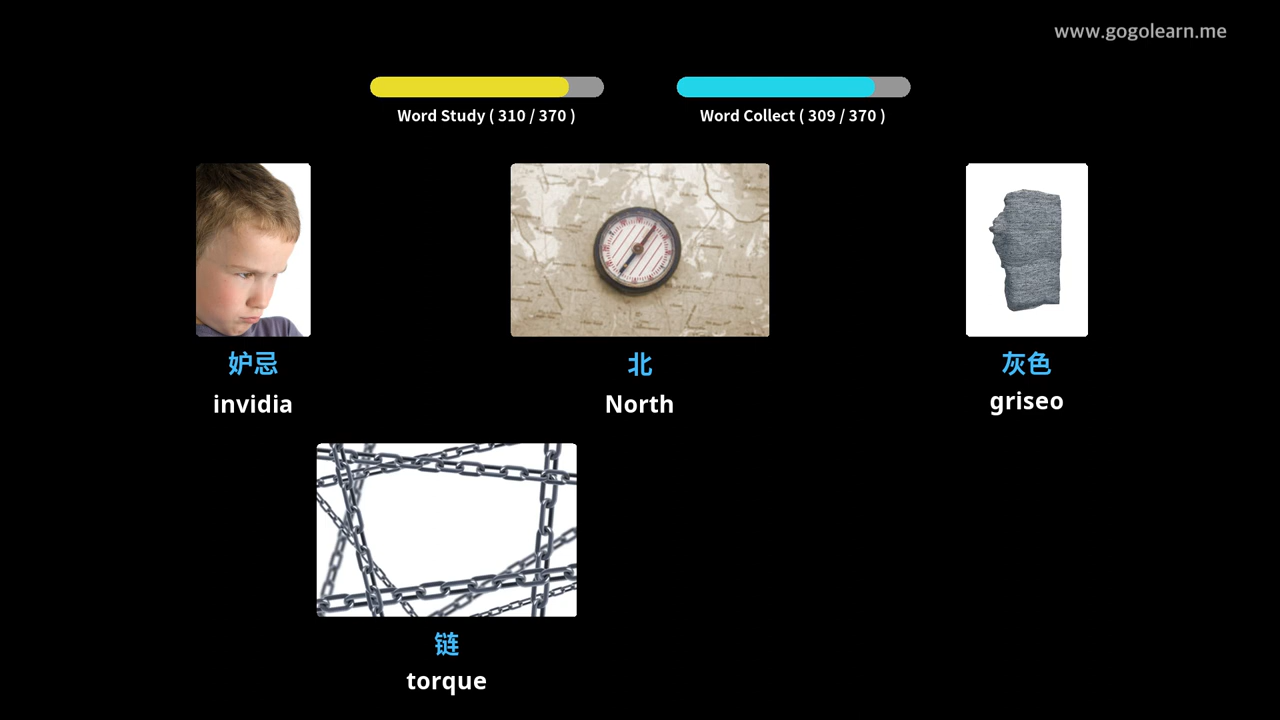 www.gogolearn.me
Word Study ( 310 / 370 )
Word Collect ( 309 / 370 )
妒忌
invidia
北
North
灰色
griseo
链
torque